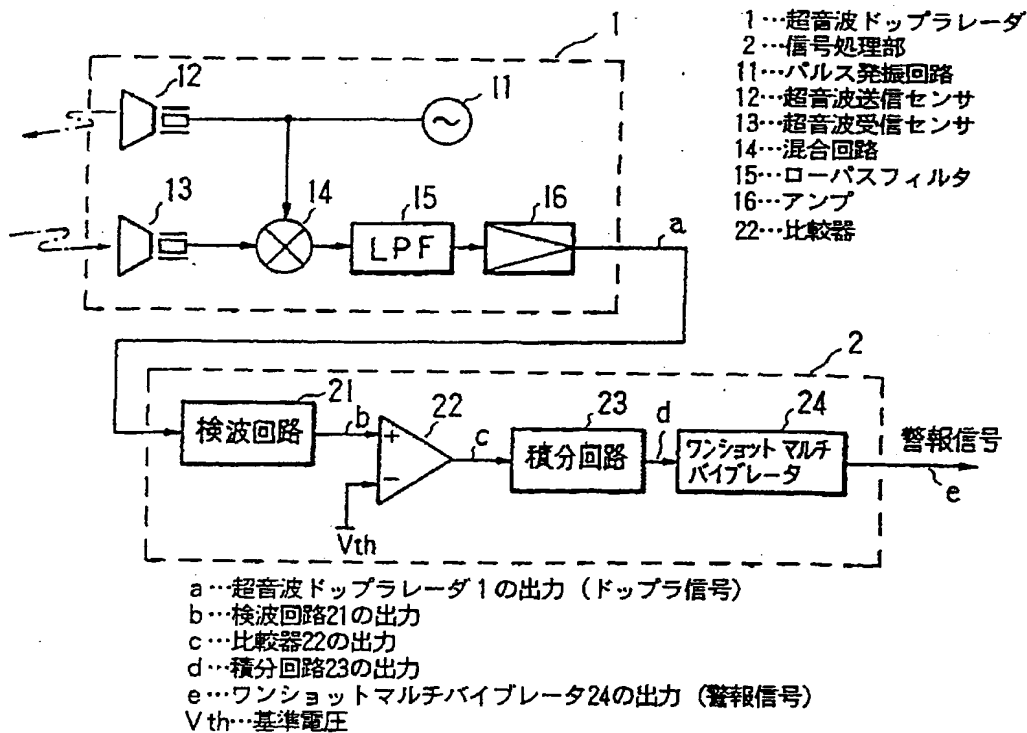 1
1…超音波ドップラレーダ
2…信号処理部
11…パルス発振回路
12…超音波送信センサ
13…超音波受信センサ
14…混合回路
15…ローパスフィルタ
16…アンプ
22…比較器
12
11
13
14
15
16
LPF
a
2
21
検波回路
b
22
+
-
Vth
c
23
積分回路
d
24
ワンショット マルチ
バイブレータ
警報信号
e
a…超音波ドップラレーダ1の出力(ドップラ信号)
b…検波回路21の出力
c…比較器22の出力
d…積分回路23の出力
e…ワンショットマルチバイブレータ24の出力(警報信号)
Vth…基準電圧